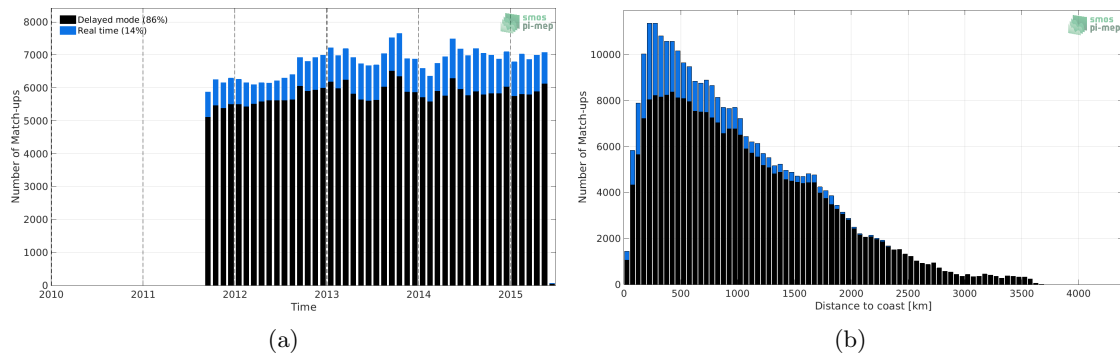 Delayed mode (86%)
Real time (14%)
smos
pi-mep
8000
7000
6000
5000
4000
3000
2000
1000
0
Number of Match-ups
2010 2011 2012 2013 2014 2015
Time
(a)
smos
pi-mep
10000
8000
6000
4000
2000
0
Number of Match-ups
0 500 1000 1500 2000 2500 3000 3500 4000
Distance to coast [km]
(b)